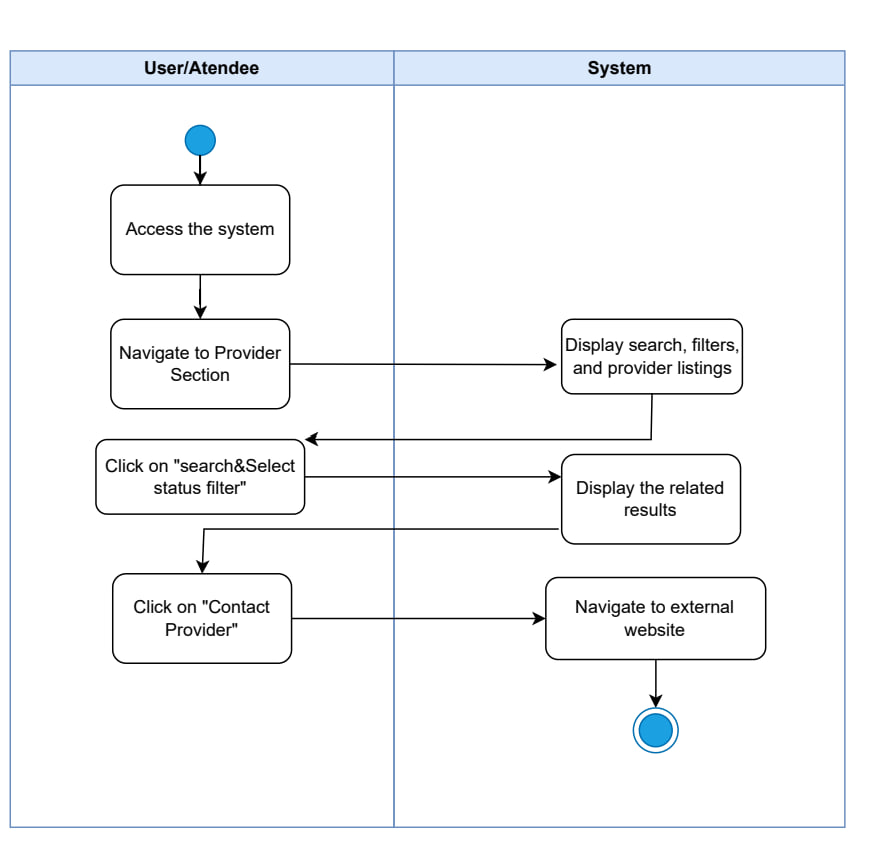 User/Atendee
System
Access the system
Navigate to Provider
Section
Display search, filters,
and provider listings
Click on "search&Select
status filter"
Display the related
results
Click on "Contact
Provider"
Navigate to external
website